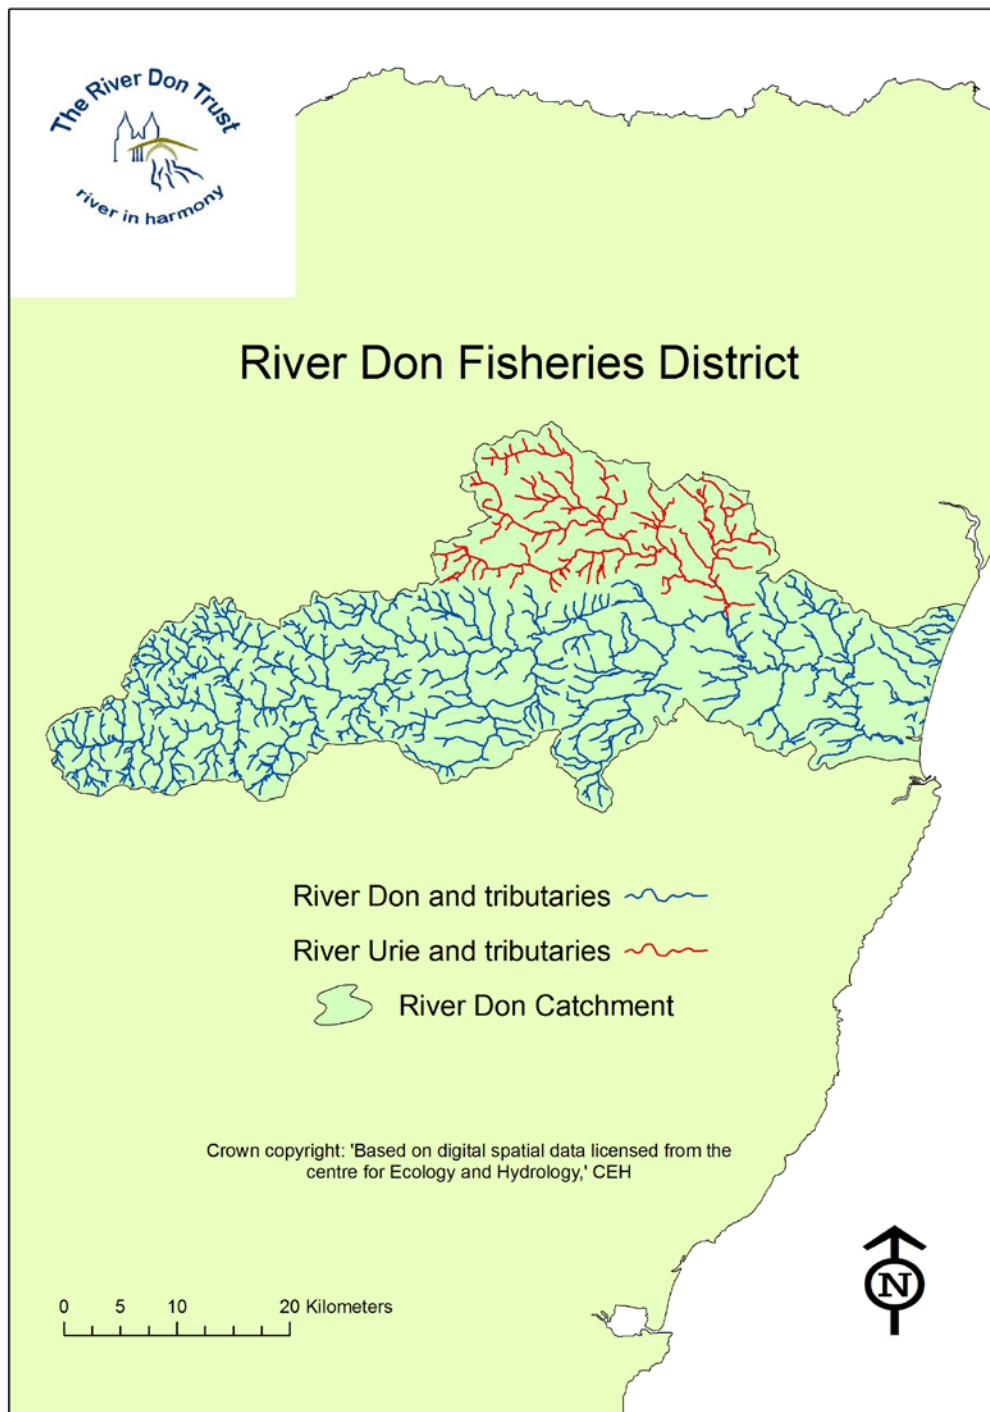 The River Don Trust
river in harmony
River Don Fisheries District
River Don and tributaries
River Urie and tributaries
River Don Catchment
Crown copyright: 'Based on digital spatial data licensed from the
centre for Ecology and Hydrology,' CEH
0 5 10 20 Kilometers
N